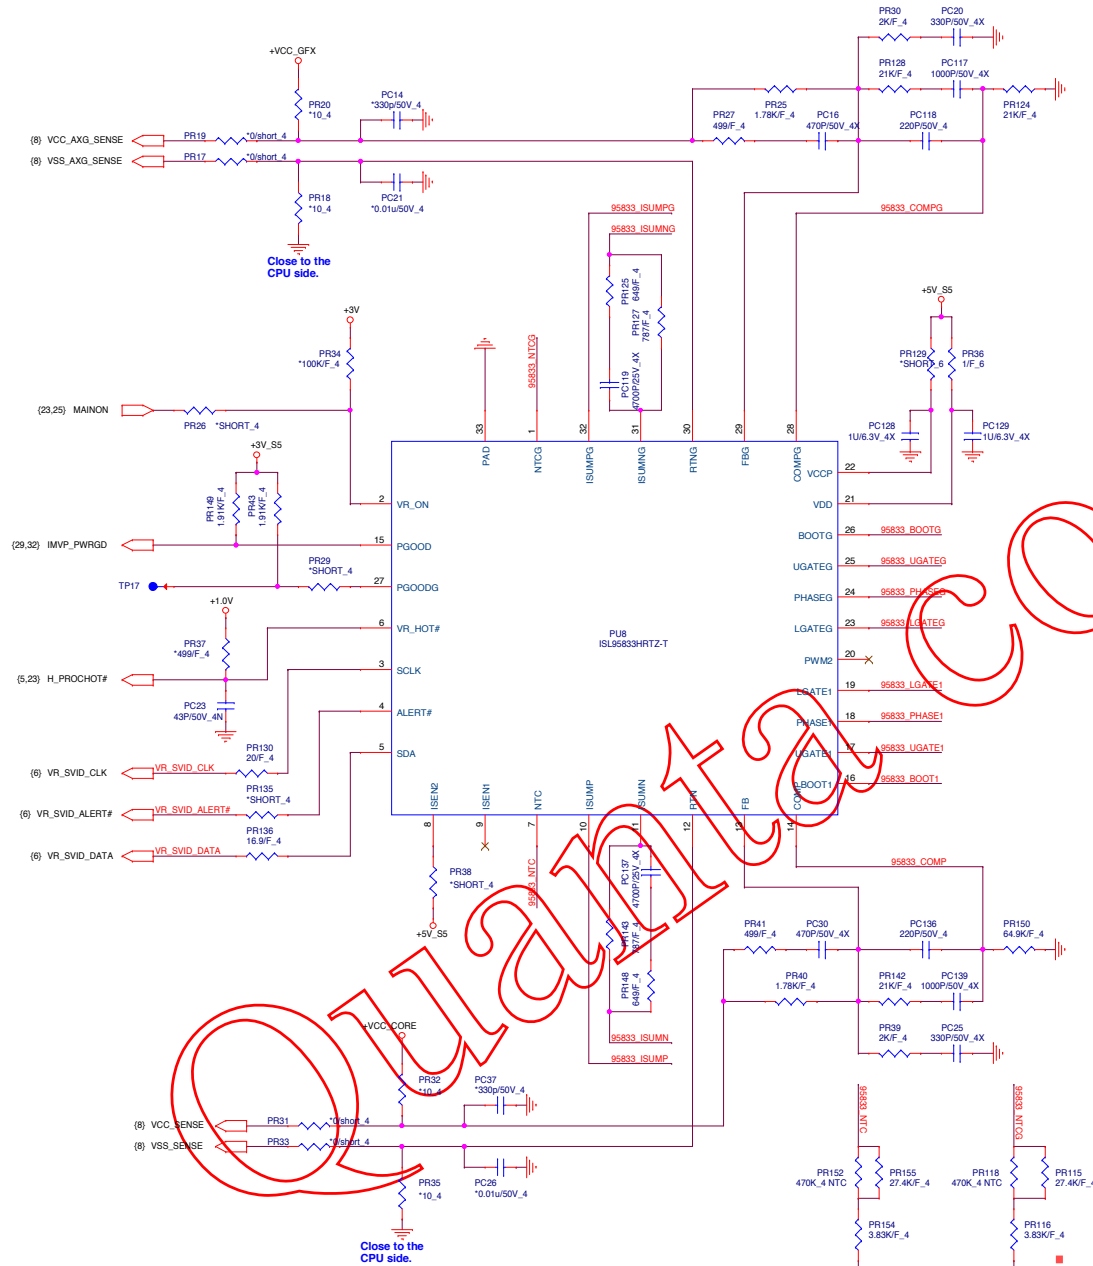 PR30
2K/F_4
PC20
330P/50V_4X
+VCC_GFX
PR128
21K/F_4
PC117
1000P/50V_4X
PR20
*10_4
PC14
*330p/50V_4
PR25
1.78K/F_4
PR124
21K/F_4
PR27
499/F_4
PC16
470P/50V_4X
PC118
220P/50V_4
{8} VCC_AXG_SENSE
PR19
*0/short_4
{8} VSS_AXG_SENSE
PR17
*0/short_4
PC21
*0.01u/50V_4
PR18
*10_4
95833_ISUMPG
95833_COMPG
95833_ISUMNG
Close to the
CPU side.
PR125
649/F_4
PR127
787/F_4
+5V_S5
+3V
PR34
*100K/F_4
95833_NTCG
PC119
4700P/25V_4X
PR129
*SHORT_6
PR36
1/F_6
{23,25} MAINON
PR26
*SHORT_4
PC128
1U/6.3V_4X
PC129
1U/6.3V_4X
33
1
32
31
30
29
28
PAD
NTCG
ISUMPG
ISUMNG
RTNG
FBG
COMPG
+3V_S5
VCCP
22
PR149
1.91K/F_4
PR43
1.91K/F_4
2
VR_ON
VDD
21
BOOTG
26
95833_BOOTG
{29,32} IMVP_PWRGD
15
PGOOD
UGATEG
25
95833_UGATEG
PR29
*SHORT_4
TP17
27
PGOODG
PHASEG
24
95833_PHASEG
+1.0V
6
VR_HOT#
LGATEG
23
95833_LGATEG
PU8
ISL95833HRTZ-T
PR37
*499/F_4
PWM2
20
3
SCLK
{5,23} H_PROCHOT#
LGATE1
19
95833_LGATE1
PC23
43P/50V_4N
4
ALERT#
PHASE1
18
95833_PHASE1
PR130
20/F_4
5
SDA
UGATE1
17
95833_UGATE1
{6} VR_SVID_CLK
VR_SVID_CLK
BOOT1
16
95833_BOOT1
PR135
*SHORT_4
{6} VR_SVID_ALERT#
VR_SVID_ALERT#
ISEN2
ISEN1
NTC
ISUMP
ISUMN
RTN
FB
COMP
8
9
7
10
11
12
13
14
PR136
16.9/F_4
{6} VR_SVID_DATA
VR_SVID_DATA
PR38
*SHORT_4
95833_NTC
PC137
4700P/25V_4X
95833_COMP
+5V_S5
PR143
787/F_4
PR41
499/F_4
PC30
470P/50V_4X
PC136
220P/50V_4
PR150
64.9K/F_4
PR148
649/F_4
PR40
1.78K/F_4
PR142
21K/F_4
PC139
1000P/50V_4X
+VCC_CORE
95833_ISUMN
PR39
2K/F_4
PC25
330P/50V_4X
95833_ISUMP
PR32
*10_4
PC37
*330p/50V_4
95833_NTC
95833_NTCG
{8} VCC_SENSE
PR31
*0/short_4
{8} VSS_SENSE
PR33
*0/short_4
PC26
*0.01u/50V_4
PR35
*10_4
PR152
470K_4 NTC
PR155
27.4K/F_4
PR118
470K_4 NTC
PR115
27.4K/F_4
PR154
3.83K/F_4
PR116
3.83K/F_4
Close to the
CPU side.
Quanta co